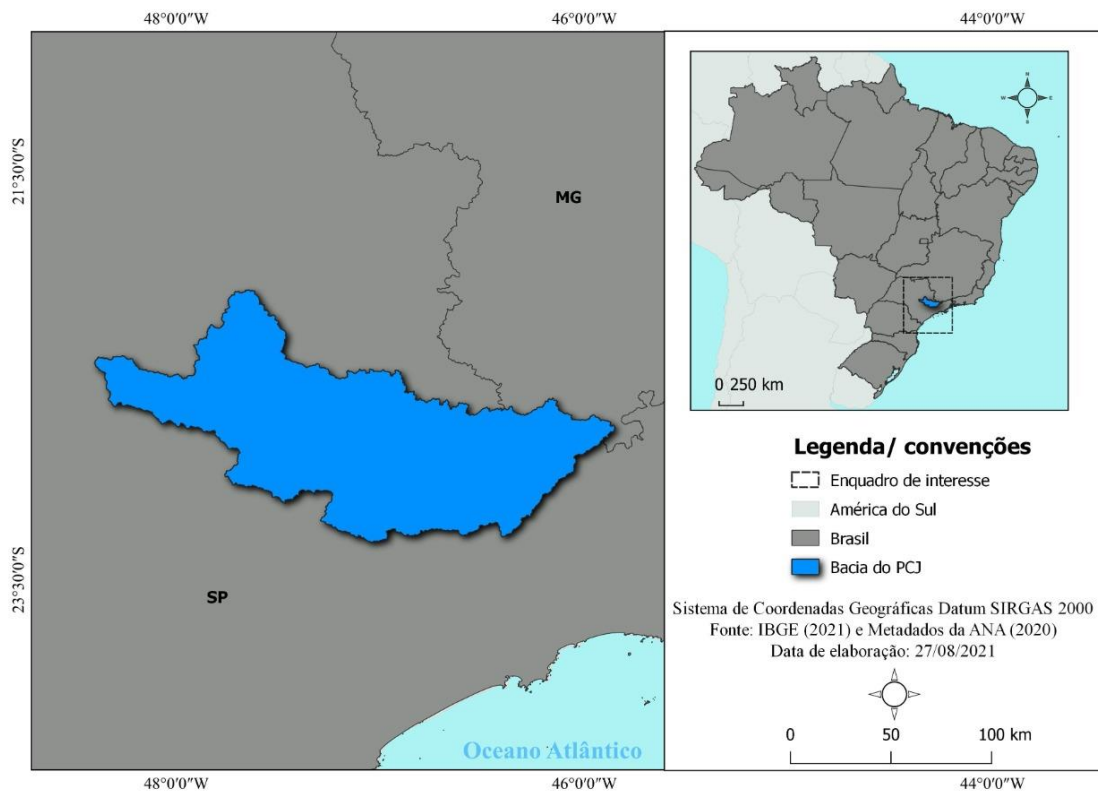 48°0'0"W
46°0'0"W
44°0'0"W
21°30'0"S
23°30'0"S
MG
SP
Oceano Atlântico
N
W
E
S
0 250 km
Legenda/ convenções
Enquadro de interesse
América do Sul
Brasil
Bacia do PCJ
Sistema de Coordenadas Geográficas Datum SIRGAS 2000
Fonte: IBGE (2021) e Metadados da ANA (2020)
Data de elaboração: 27/08/2021
0 50 100 km
48°0'0"W
46°0'0"W
44°0'0"W